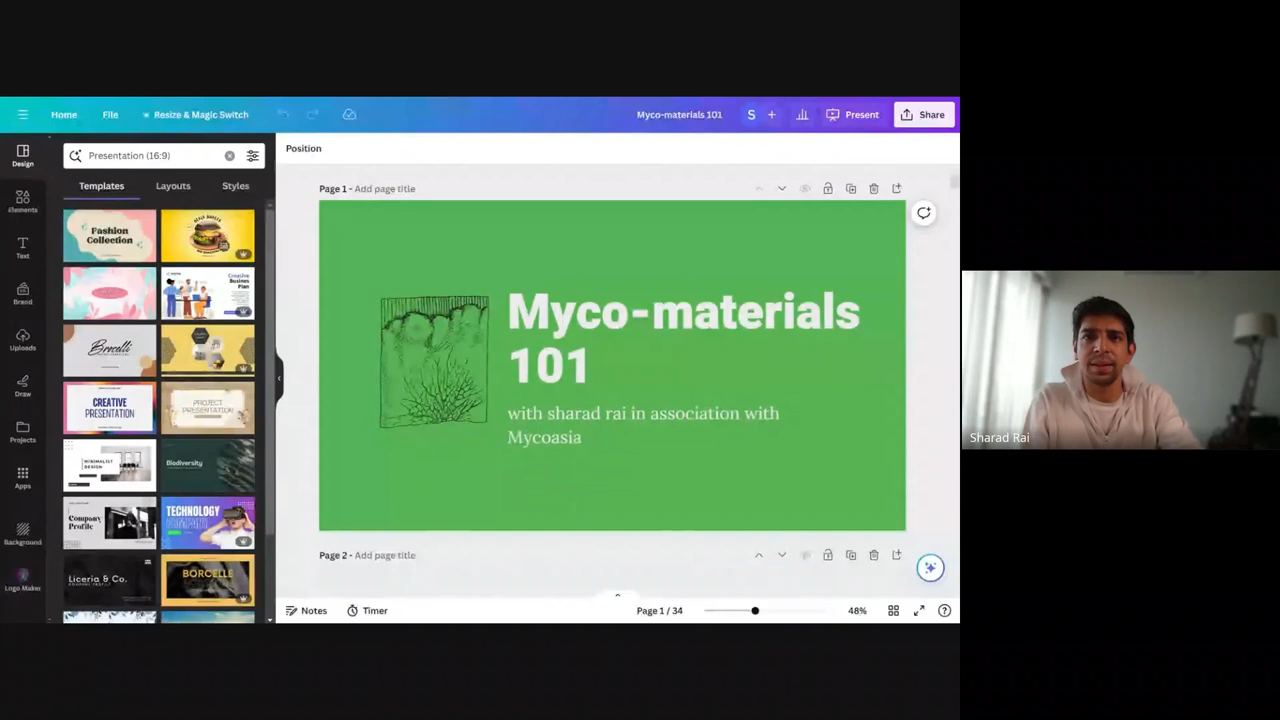 Home
File
Resize & Magic Switch
Myco-materials 101
S
+
Present
Share
Design
Elements
Text
Brand
Uploads
Draw
Projects
Apps
Background
Logo Maker
Presentation (16:9)
Templates
Layouts
Styles
Fashion
Collection
Creative
Busines
Plan
Brocelli
CREATIVE
PRESENTATION
PROJECT
PRESENTATION
MINIMALIST
DESIGN
Biodiversity
Company
Profile
TECHNOLOGY
COMPANY
Liceria & Co.
BORCELLE
Position
Page 1 - Add page title
Myco-materials
101
with sharad rai in association with
Mycoasia
Page 2 - Add page title
Notes
Timer
Page 1 / 34
48%
Sharad Rai